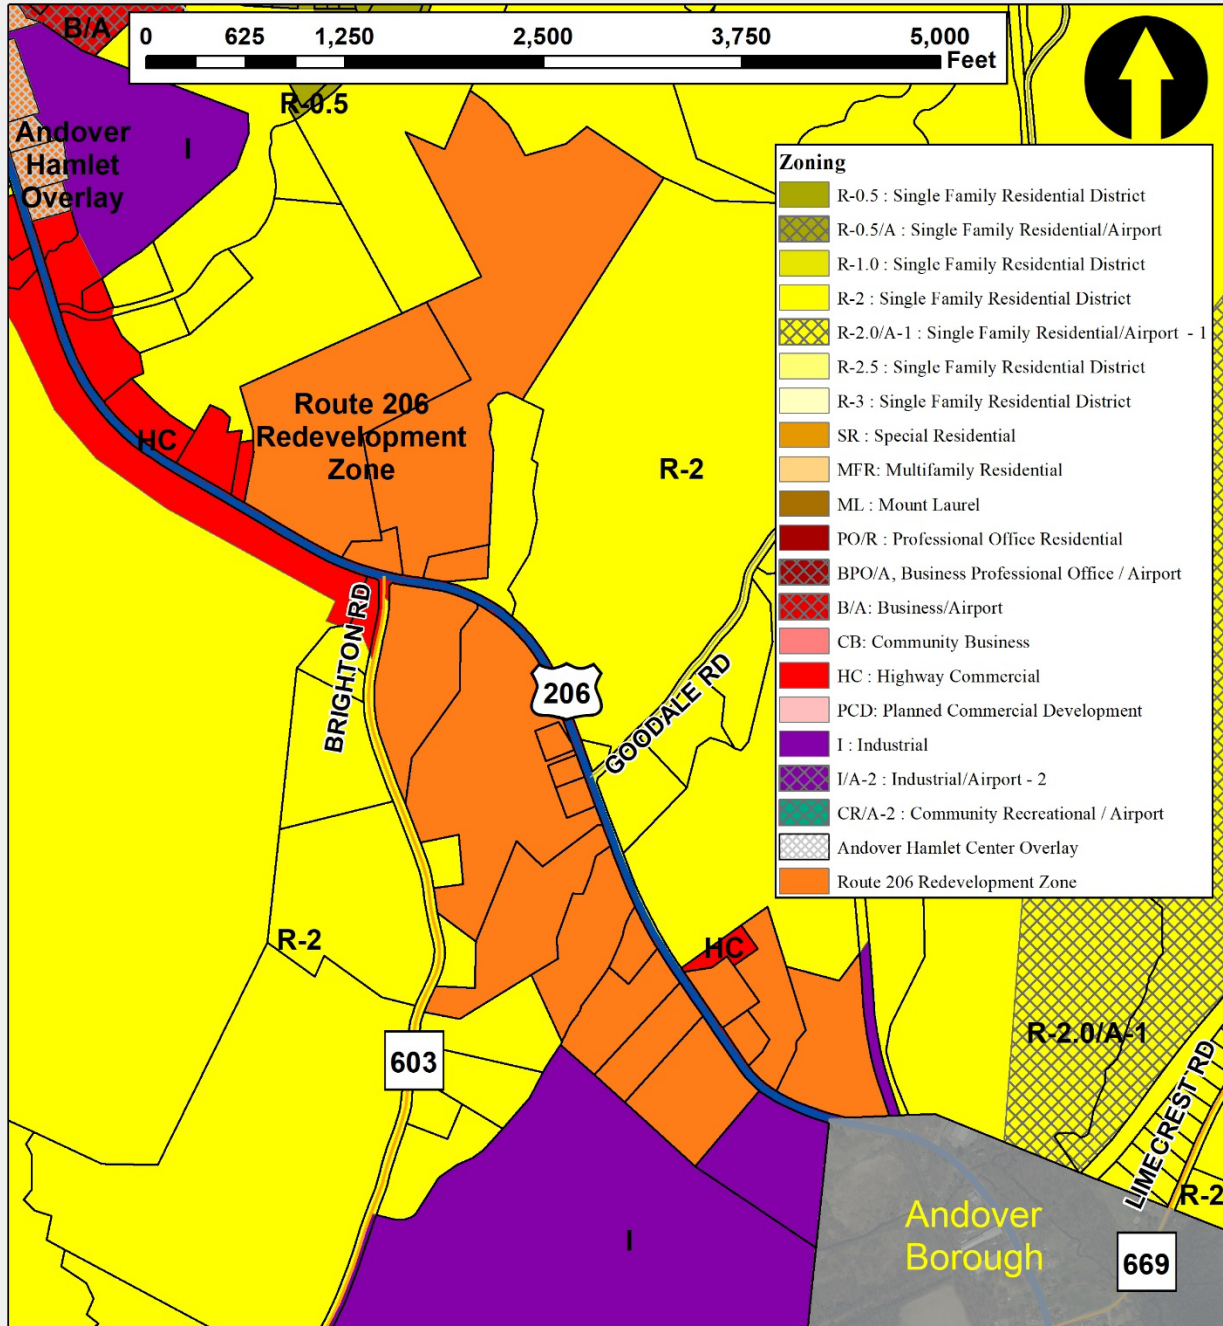 B/A
0 625 1,250 2,500 3,750 5,000
Feet
R-0.5
Andover
Hamlet
Overlay
I
Zoning
R-0.5 : Single Family Residential District
R-0.5/A : Single Family Residential/Airport
R-1.0 : Single Family Residential District
R-2 : Single Family Residential District
R-2.0/A-1 : Single Family Residential/Airport - 1
R-2.5 : Single Family Residential District
R-3 : Single Family Residential District
SR : Special Residential
MFR: Multifamily Residential
ML : Mount Laurel
PO/R : Professional Office Residential
BPO/A, Business Professional Office / Airport
B/A: Business/Airport
CB: Community Business
HC : Highway Commercial
PCD: Planned Commercial Development
I : Industrial
I/A-2 : Industrial/Airport - 2
CR/A-2 : Community Recreational / Airport
Andover Hamlet Center Overlay
Route 206 Redevelopment Zone
Route 206
Redevelopment
Zone
HC
R-2
BRIGHTON RD
206
GOODALE RD
R-2
HC
603
R-2.0/A-1
LIMECREST RD
R-2
I
Andover
Borough
669